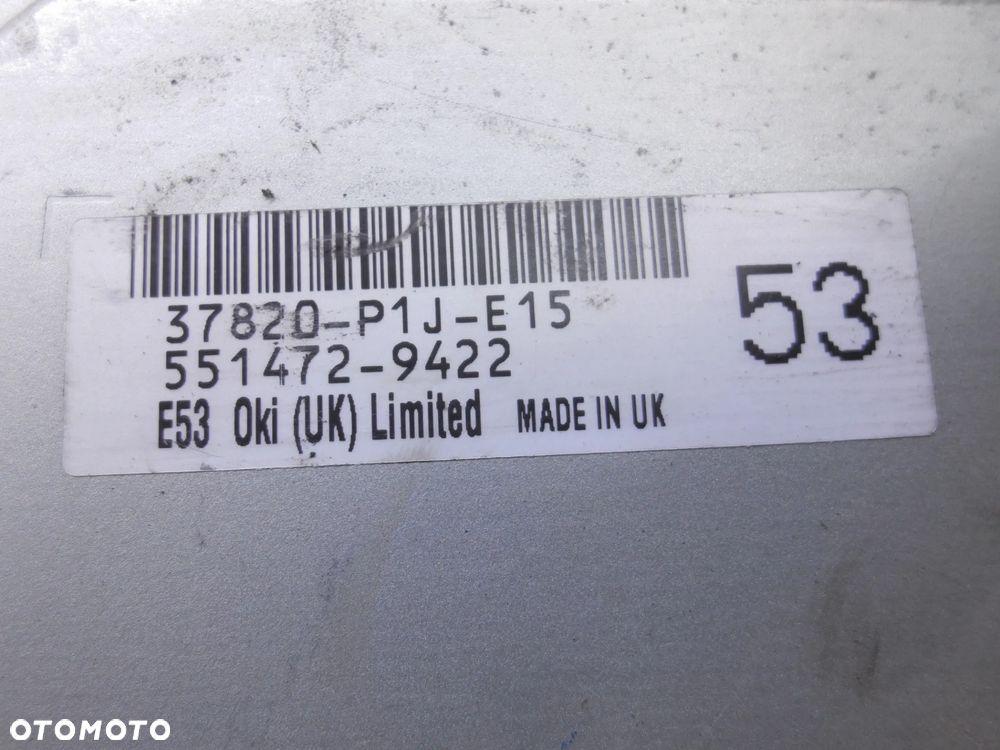 37820-P1J-E15
551472-9422
E53 Oki (UK) Limited MADE IN UK
53
OTOMOTO